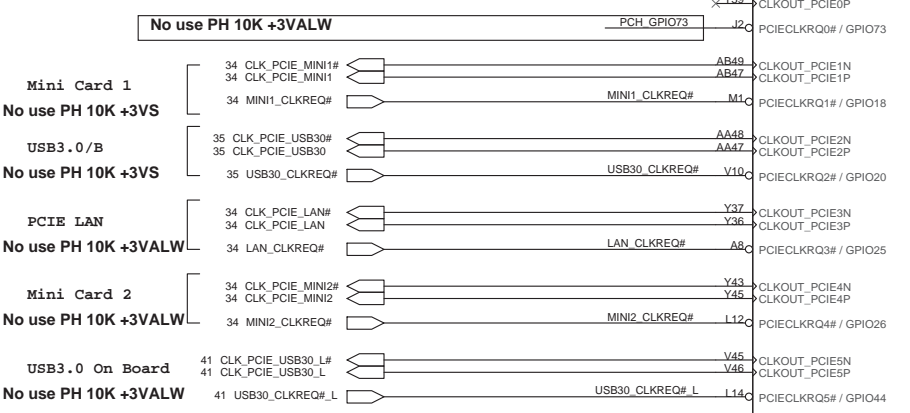 CLKOUT_PCIE0P
No use PH 10K +3VALW PCH_GPIO73 J2 PCIECLKRQ0# / GPIO73
34 CLK_PCIE_MINI1# AB49 CLKOUT_PCIE1N
34 CLK_PCIE_MINI1 AB47 CLKOUT_PCIE1P
Mini Card 1
34 MINI1_CLKREQ# MINI1_CLKREQ# M1 PCIECLKRQ1# / GPIO18
No use PH 10K +3VS
35 CLK_PCIE_USB30# AA48 CLKOUT_PCIE2N
35 CLK_PCIE_USB30 AA47 CLKOUT_PCIE2P
USB3.0/B
No use PH 10K +3VS 35 USB30_CLKREQ# USB30_CLKREQ# V10 PCIECLKRQ2# / GPIO20
34 CLK_PCIE_LAN# Y37 CLKOUT_PCIE3N
34 CLK_PCIE_LAN Y36 CLKOUT_PCIE3P
PCIE LAN
No use PH 10K +3VALW 34 LAN_CLKREQ# LAN_CLKREQ# A8 PCIECLKRQ3# / GPIO25
34 CLK_PCIE_MINI2# Y43 CLKOUT_PCIE4N
34 CLK_PCIE_MINI2 Y45 CLKOUT_PCIE4P
Mini Card 2
No use PH 10K +3VALW 34 MINI2_CLKREQ# MINI2_CLKREQ# L12 PCIECLKRQ4# / GPIO26
41 CLK_PCIE_USB30_L# V45 CLKOUT_PCIE5N
41 CLK_PCIE_USB30_L V46 CLKOUT_PCIE5P
USB3.0 On Board
No use PH 10K +3VALW 41 USB30_CLKREQ#_L USB30_CLKREQ#_L L14 PCIECLKRQ5# / GPIO44